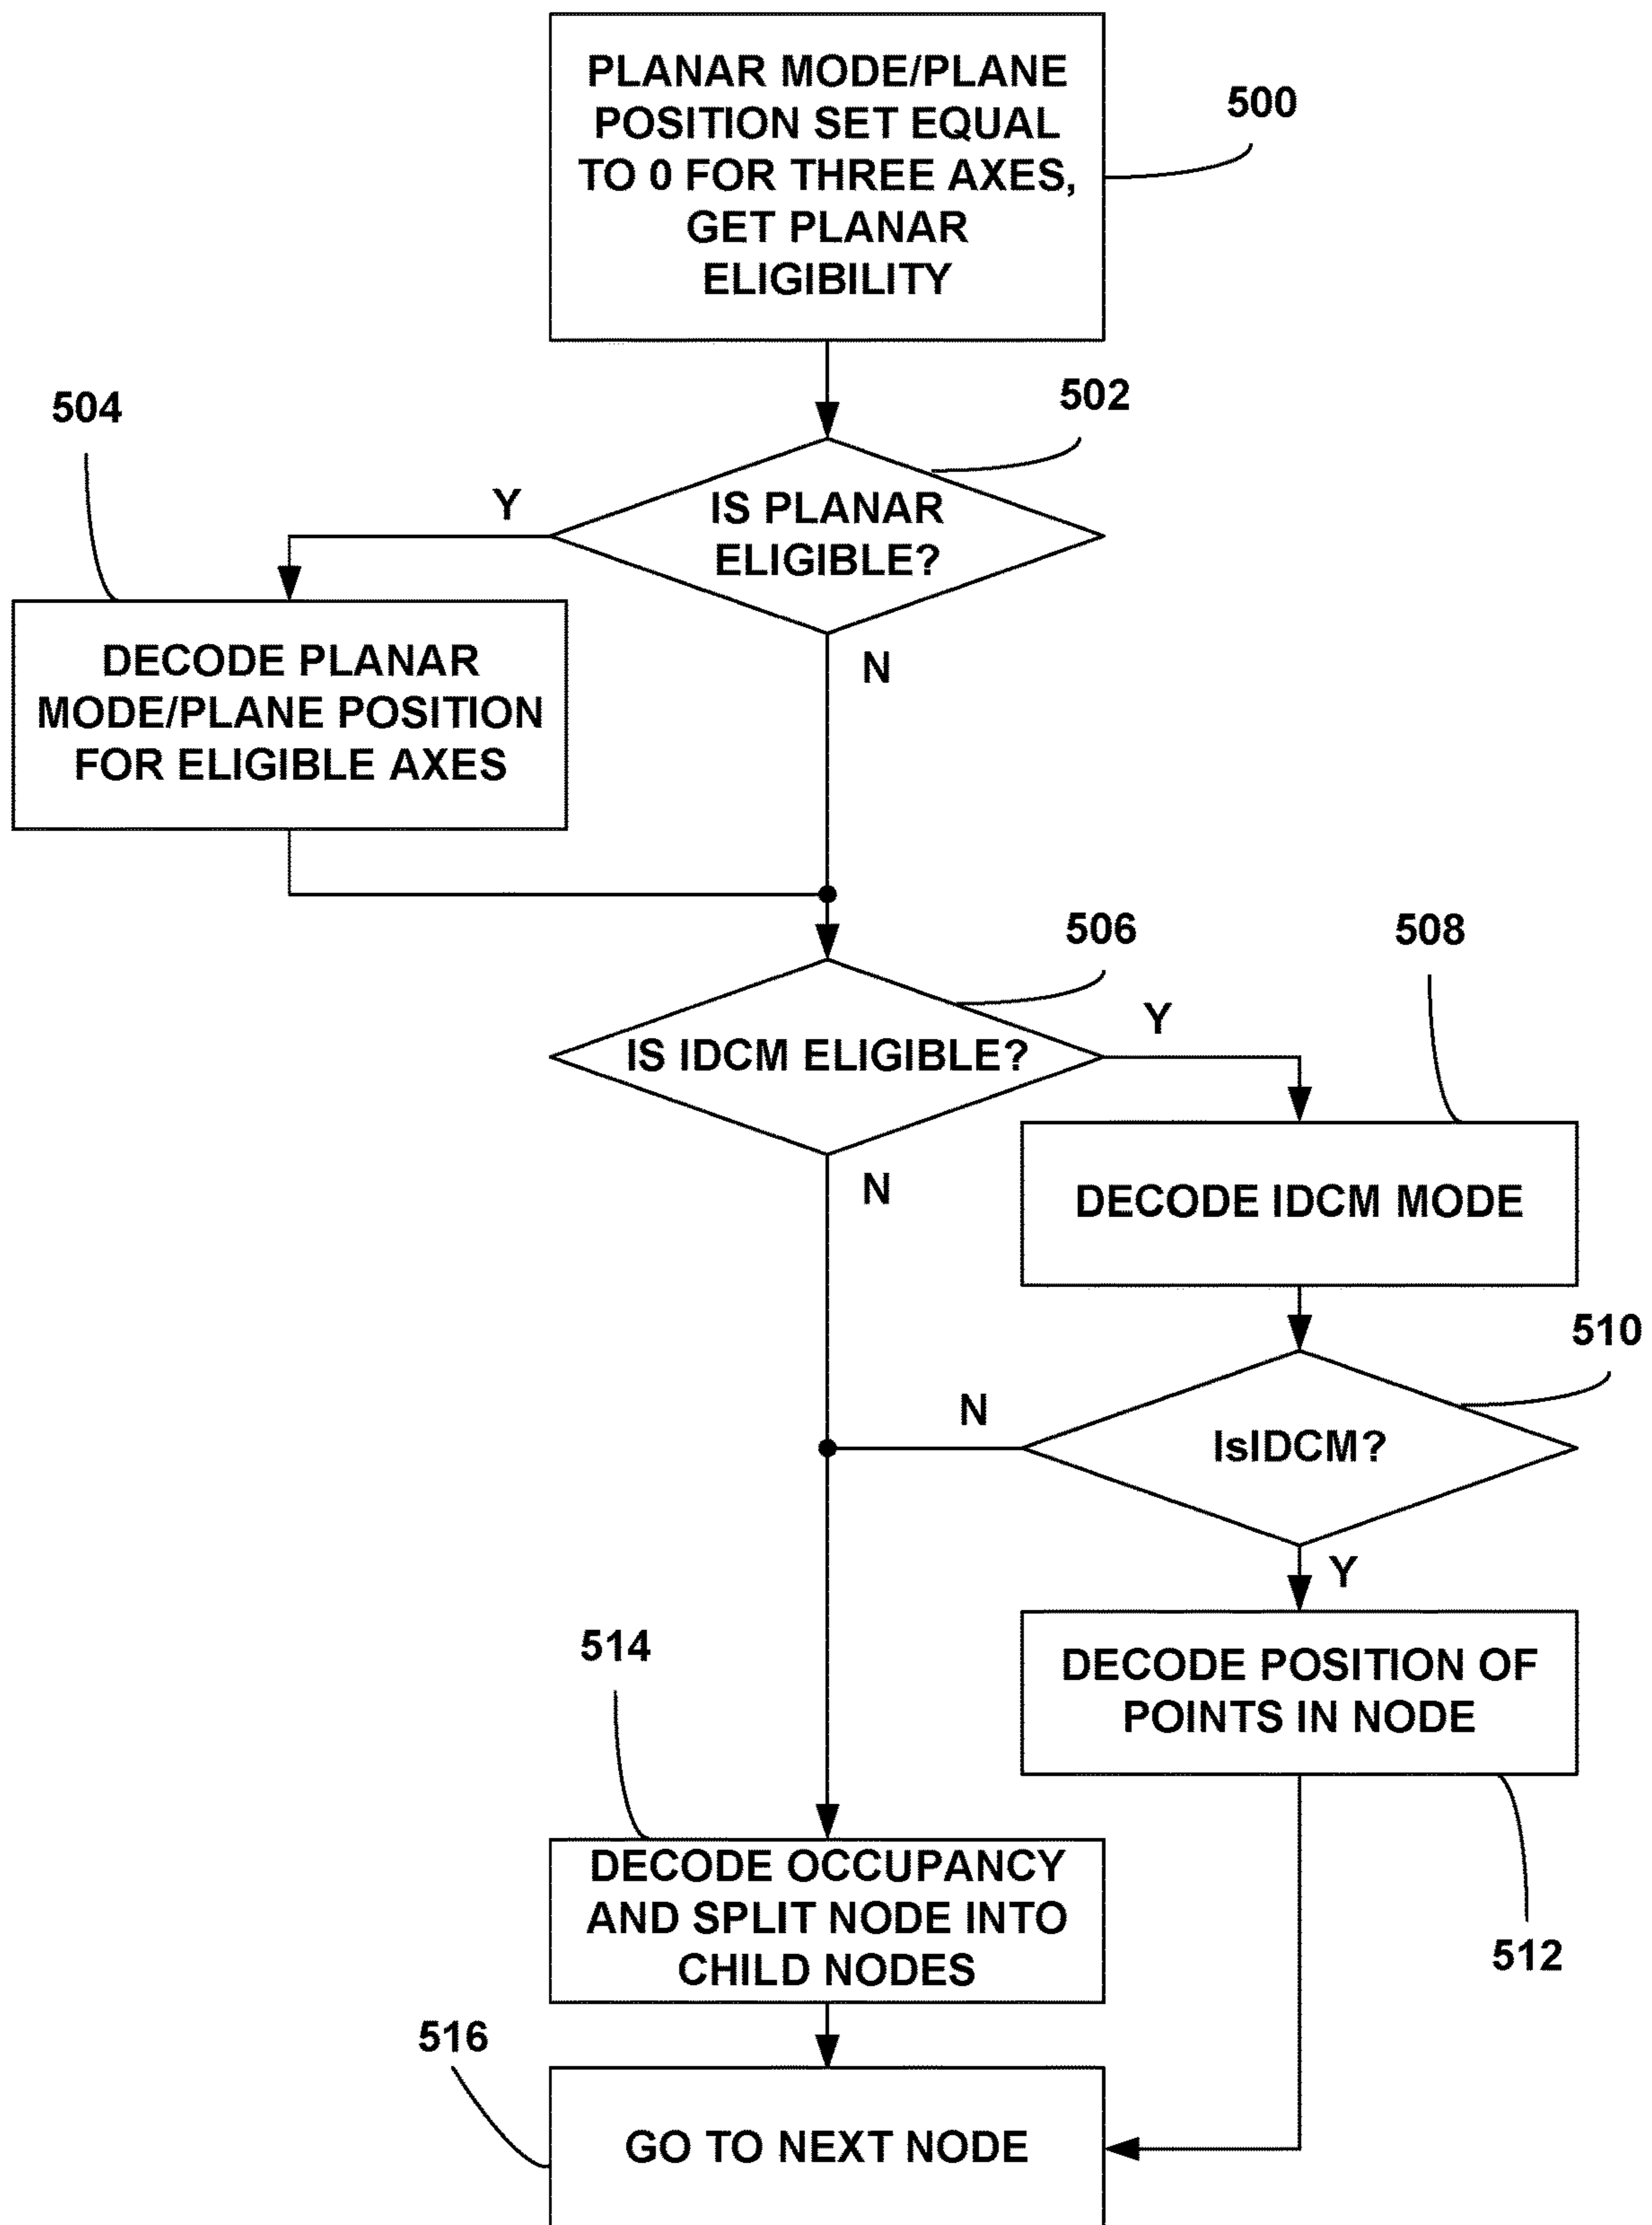 PLANAR MODE/PLANE
POSITION SET EQUAL
TO 0 FOR THREE AXES,
GET PLANAR
ELIGIBILITY
500
502
504
IS PLANAR
ELIGIBLE?
Y
N
DECODE PLANAR
MODE/PLANE POSITION
FOR ELIGIBLE AXES
506
508
IS IDCM ELIGIBLE?
Y
N
DECODE IDCM MODE
510
IsIDCM?
N
Y
DECODE POSITION OF
POINTS IN NODE
512
514
DECODE OCCUPANCY
AND SPLIT NODE INTO
CHILD NODES
516
GO TO NEXT NODE